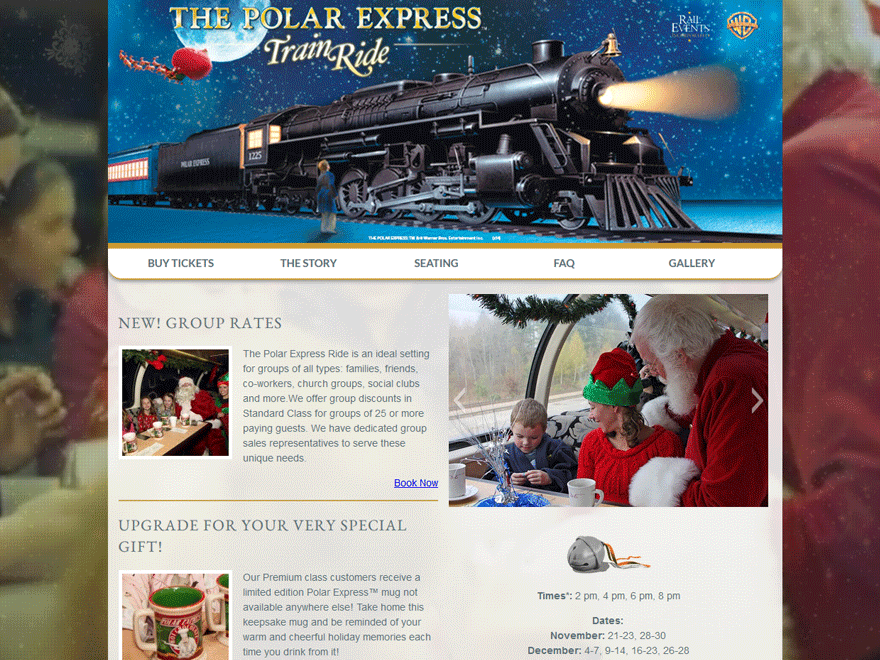 THE POLAR EXPRESS
Train Ride
RAIL
EVENTS
WB
POLAR EXPRESS
1225
BUY TICKETS THE STORY SEATING FAQ GALLERY
NEW! GROUP RATES
The Polar Express Ride is an ideal setting
for groups of all types: families, friends,
co-workers, church groups, social clubs
and more.We offer group discounts in
Standard Class for groups of 25 or more
paying guests. We have dedicated group
sales representatives to serve these
unique needs.
Book Now
UPGRADE FOR YOUR VERY SPECIAL
GIFT!
Our Premium class customers receive a
limited edition Polar Express™ mug not
available anywhere else! Take home this
keepsake mug and be reminded of your
warm and cheerful holiday memories each
time you drink from it!
POLAR EXPRESS
Times*: 2 pm, 4 pm, 6 pm, 8 pm
Dates:
November: 21-23, 28-30
December: 4-7, 9-14, 16-23, 26-28